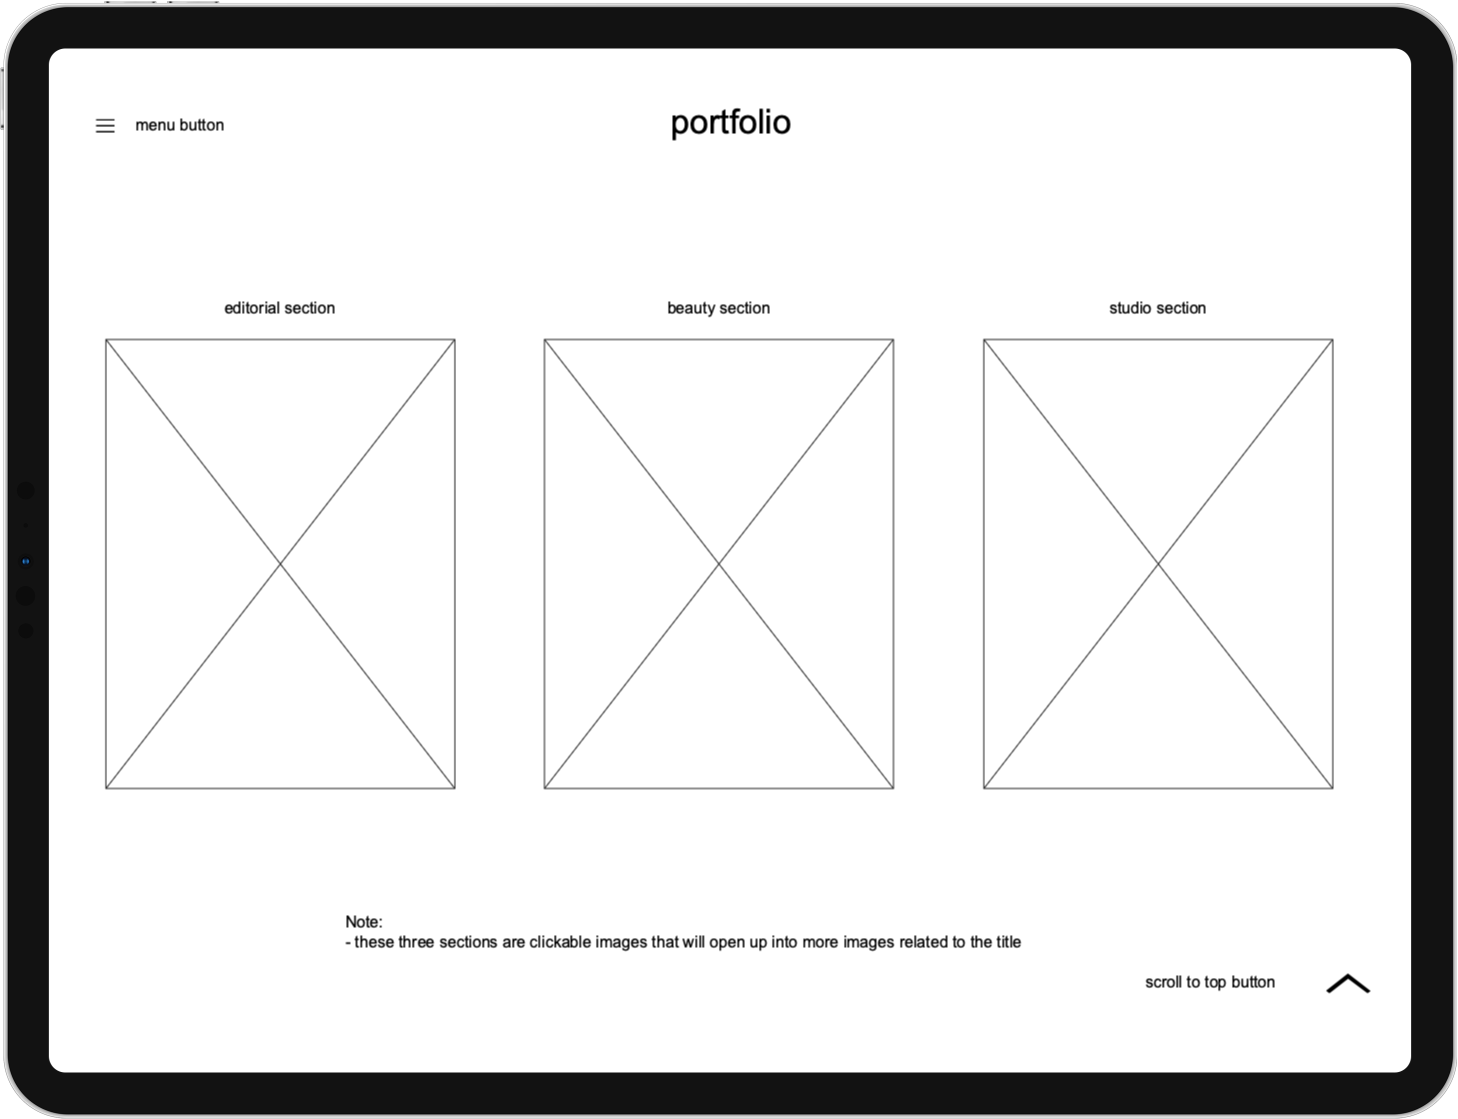 menu button
portfolio
editorial section
beauty section
studio section
Note:
- these three sections are clickable images that will open up into more images related to the title
scroll to top button